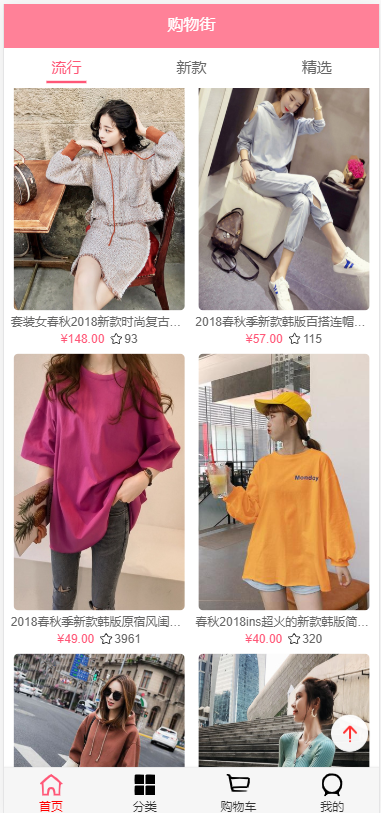 购物街
流行 新款 精选
套装女春秋2018新款时尚复古...
2018春秋季新款韩版百搭连帽...
¥148.00 93
¥57.00 115
Monday
2018春秋季新款韩版原宿风闺...
春秋2018ins超火的新款韩版简...
¥49.00 3961
¥40.00 320
首页 分类 购物车 我的